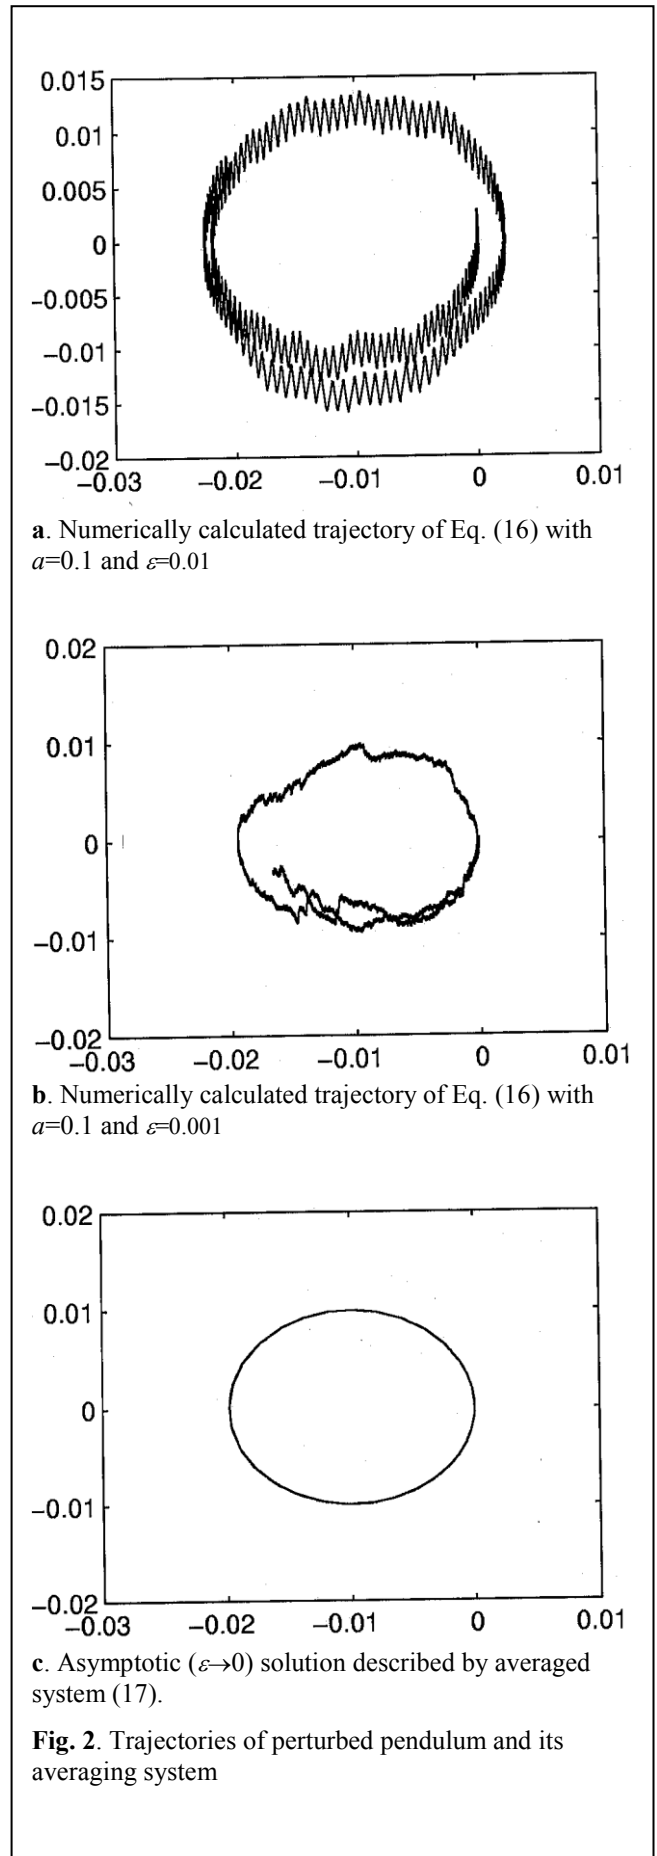 0.015
0.01
0.005
0
−0.005
−0.01
−0.015
−0.02
−0.03 −0.02 −0.01 0 0.01
a. Numerically calculated trajectory of Eq. (16) with
a=0.1 and ε=0.01
0.02
0.01
0
−0.01
−0.02
−0.03 −0.02 −0.01 0 0.01
b. Numerically calculated trajectory of Eq. (16) with
a=0.1 and ε=0.001
0.02
0.01
0
−0.01
−0.02
−0.03 −0.02 −0.01 0 0.01
c. Asymptotic (ε→0) solution described by averaged
system (17).
Fig. 2. Trajectories of perturbed pendulum and its
averaging system